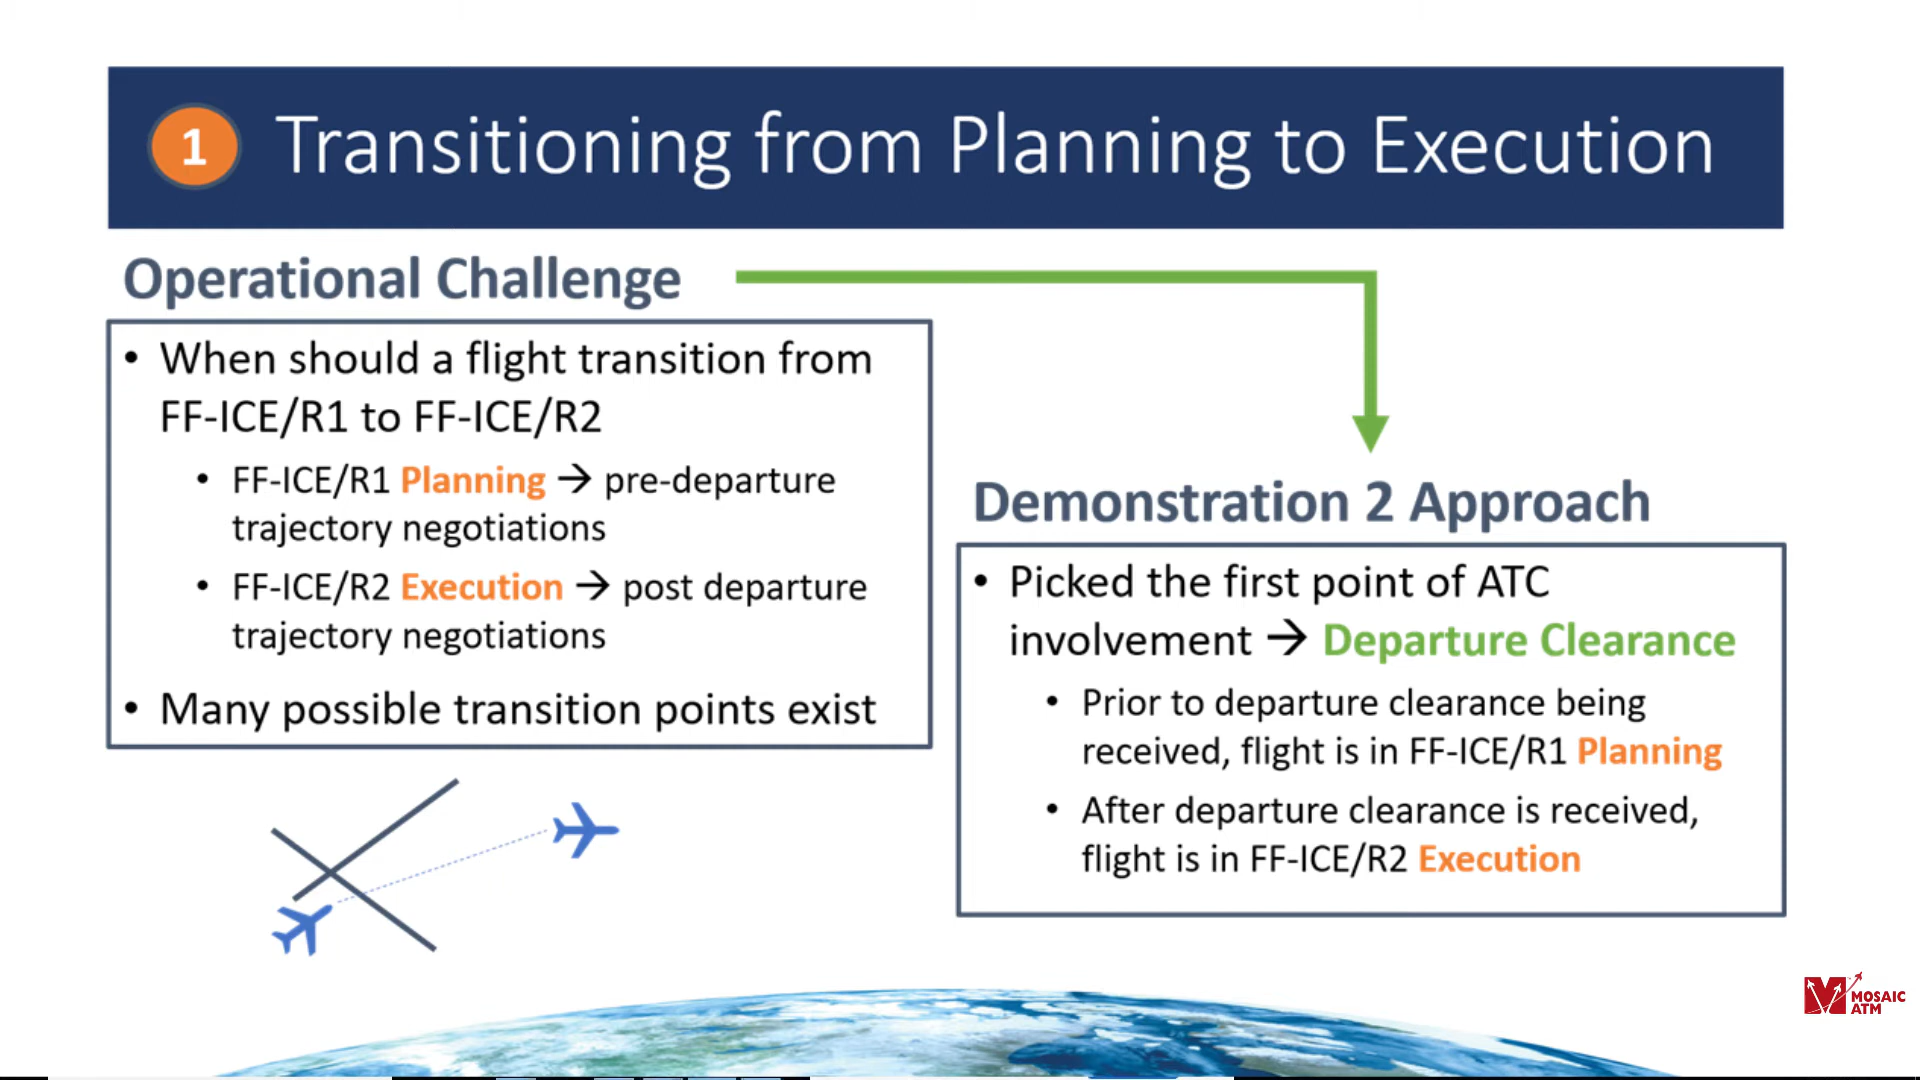 1 Transitioning from Planning to Execution
Operational Challenge
• When should a flight transition from
FF-ICE/R1 to FF-ICE/R2
• FF-ICE/R1 Planning → pre-departure
trajectory negotiations
• FF-ICE/R2 Execution → post departure
trajectory negotiations
• Many possible transition points exist
Demonstration 2 Approach
• Picked the first point of ATC
involvement → Departure Clearance
• Prior to departure clearance being
received, flight is in FF-ICE/R1 Planning
• After departure clearance is received,
flight is in FF-ICE/R2 Execution
MOSAIC
ATM